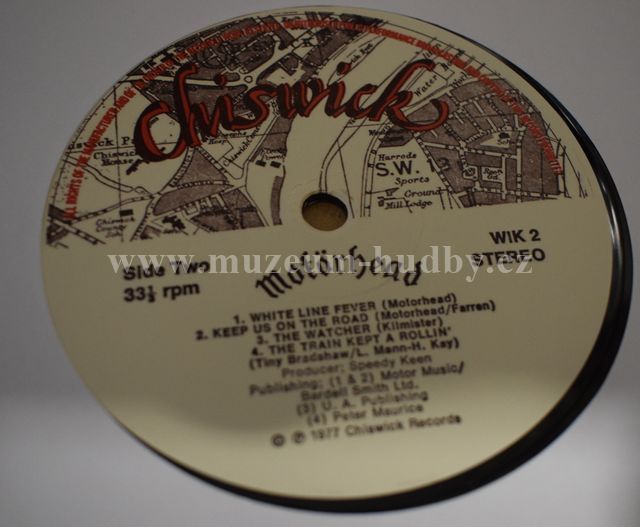 Chiswick
Harrods
S.W.
Sports
Ground
Mill Lodge
Chiswick
House
WIK 2
STEREO
Side Two
33⅓ rpm
Motörhead
www.muzeum-hudby.cz
1. WHITE LINE FEVER (Motorhead)
2. KEEP US ON THE ROAD (Motorhead/Farren)
3. THE WATCHER (Kilmister)
4. THE TRAIN KEPT A ROLLIN'
(Tiny Bradshaw/L. Mann-H. Kay)
Producer: Speedy Keen
Publishing: (1 & 2) Motor Music/
Bardell Smith Ltd.
(3) U. A. Publishing
(4) Peter Maurice
© ℗ 1977 Chiswick Records